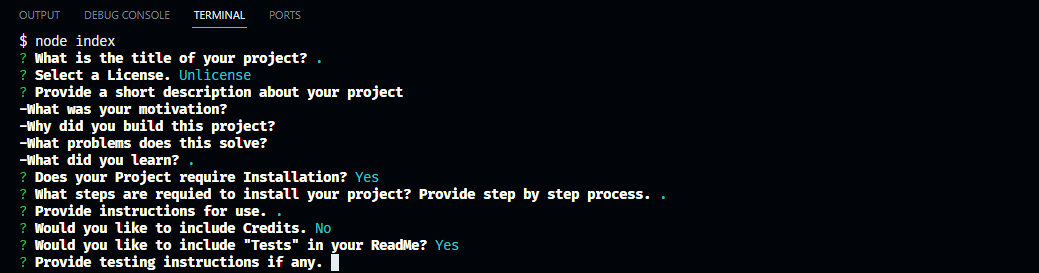 OUTPUT DEBUG CONSOLE TERMINAL PORTS
$ node index
? What is the title of your project? .
? Select a License. Unlicense
? Provide a short description about your project
-What was your motivation?
-Why did you build this project?
-What problems does this solve?
-What did you learn? .
? Does your Project require Installation? Yes
? What steps are requied to install your project? Provide step by step process. .
? Provide instructions for use. .
? Would you like to include Credits. No
? Would you like to include "Tests" in your ReadMe? Yes
? Provide testing instructions if any.